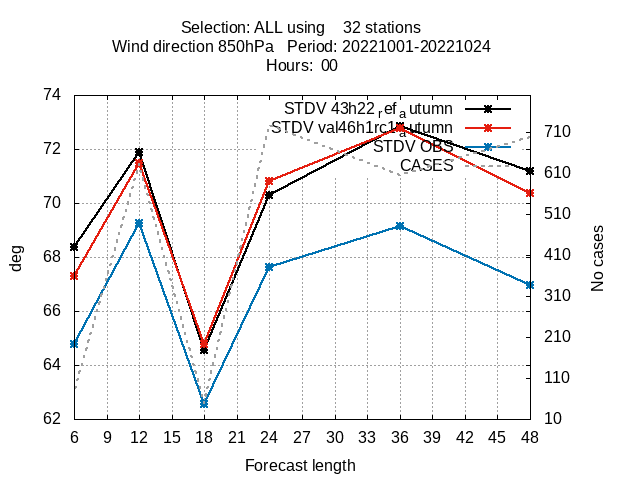 Selection: ALL using 32 stations
Wind direction 850hPa Period: 20221001-20221024
Hours: 00
STDV 43h22_ref_autumn
STDV val46h1rc1_autumn
STDV OBS
CASES
74
72
70
68
66
64
62
deg
710
610
510
410
310
210
110
10
No cases
6 9 12 15 18 21 24 27 30 33 36 39 42 45 48
Forecast length